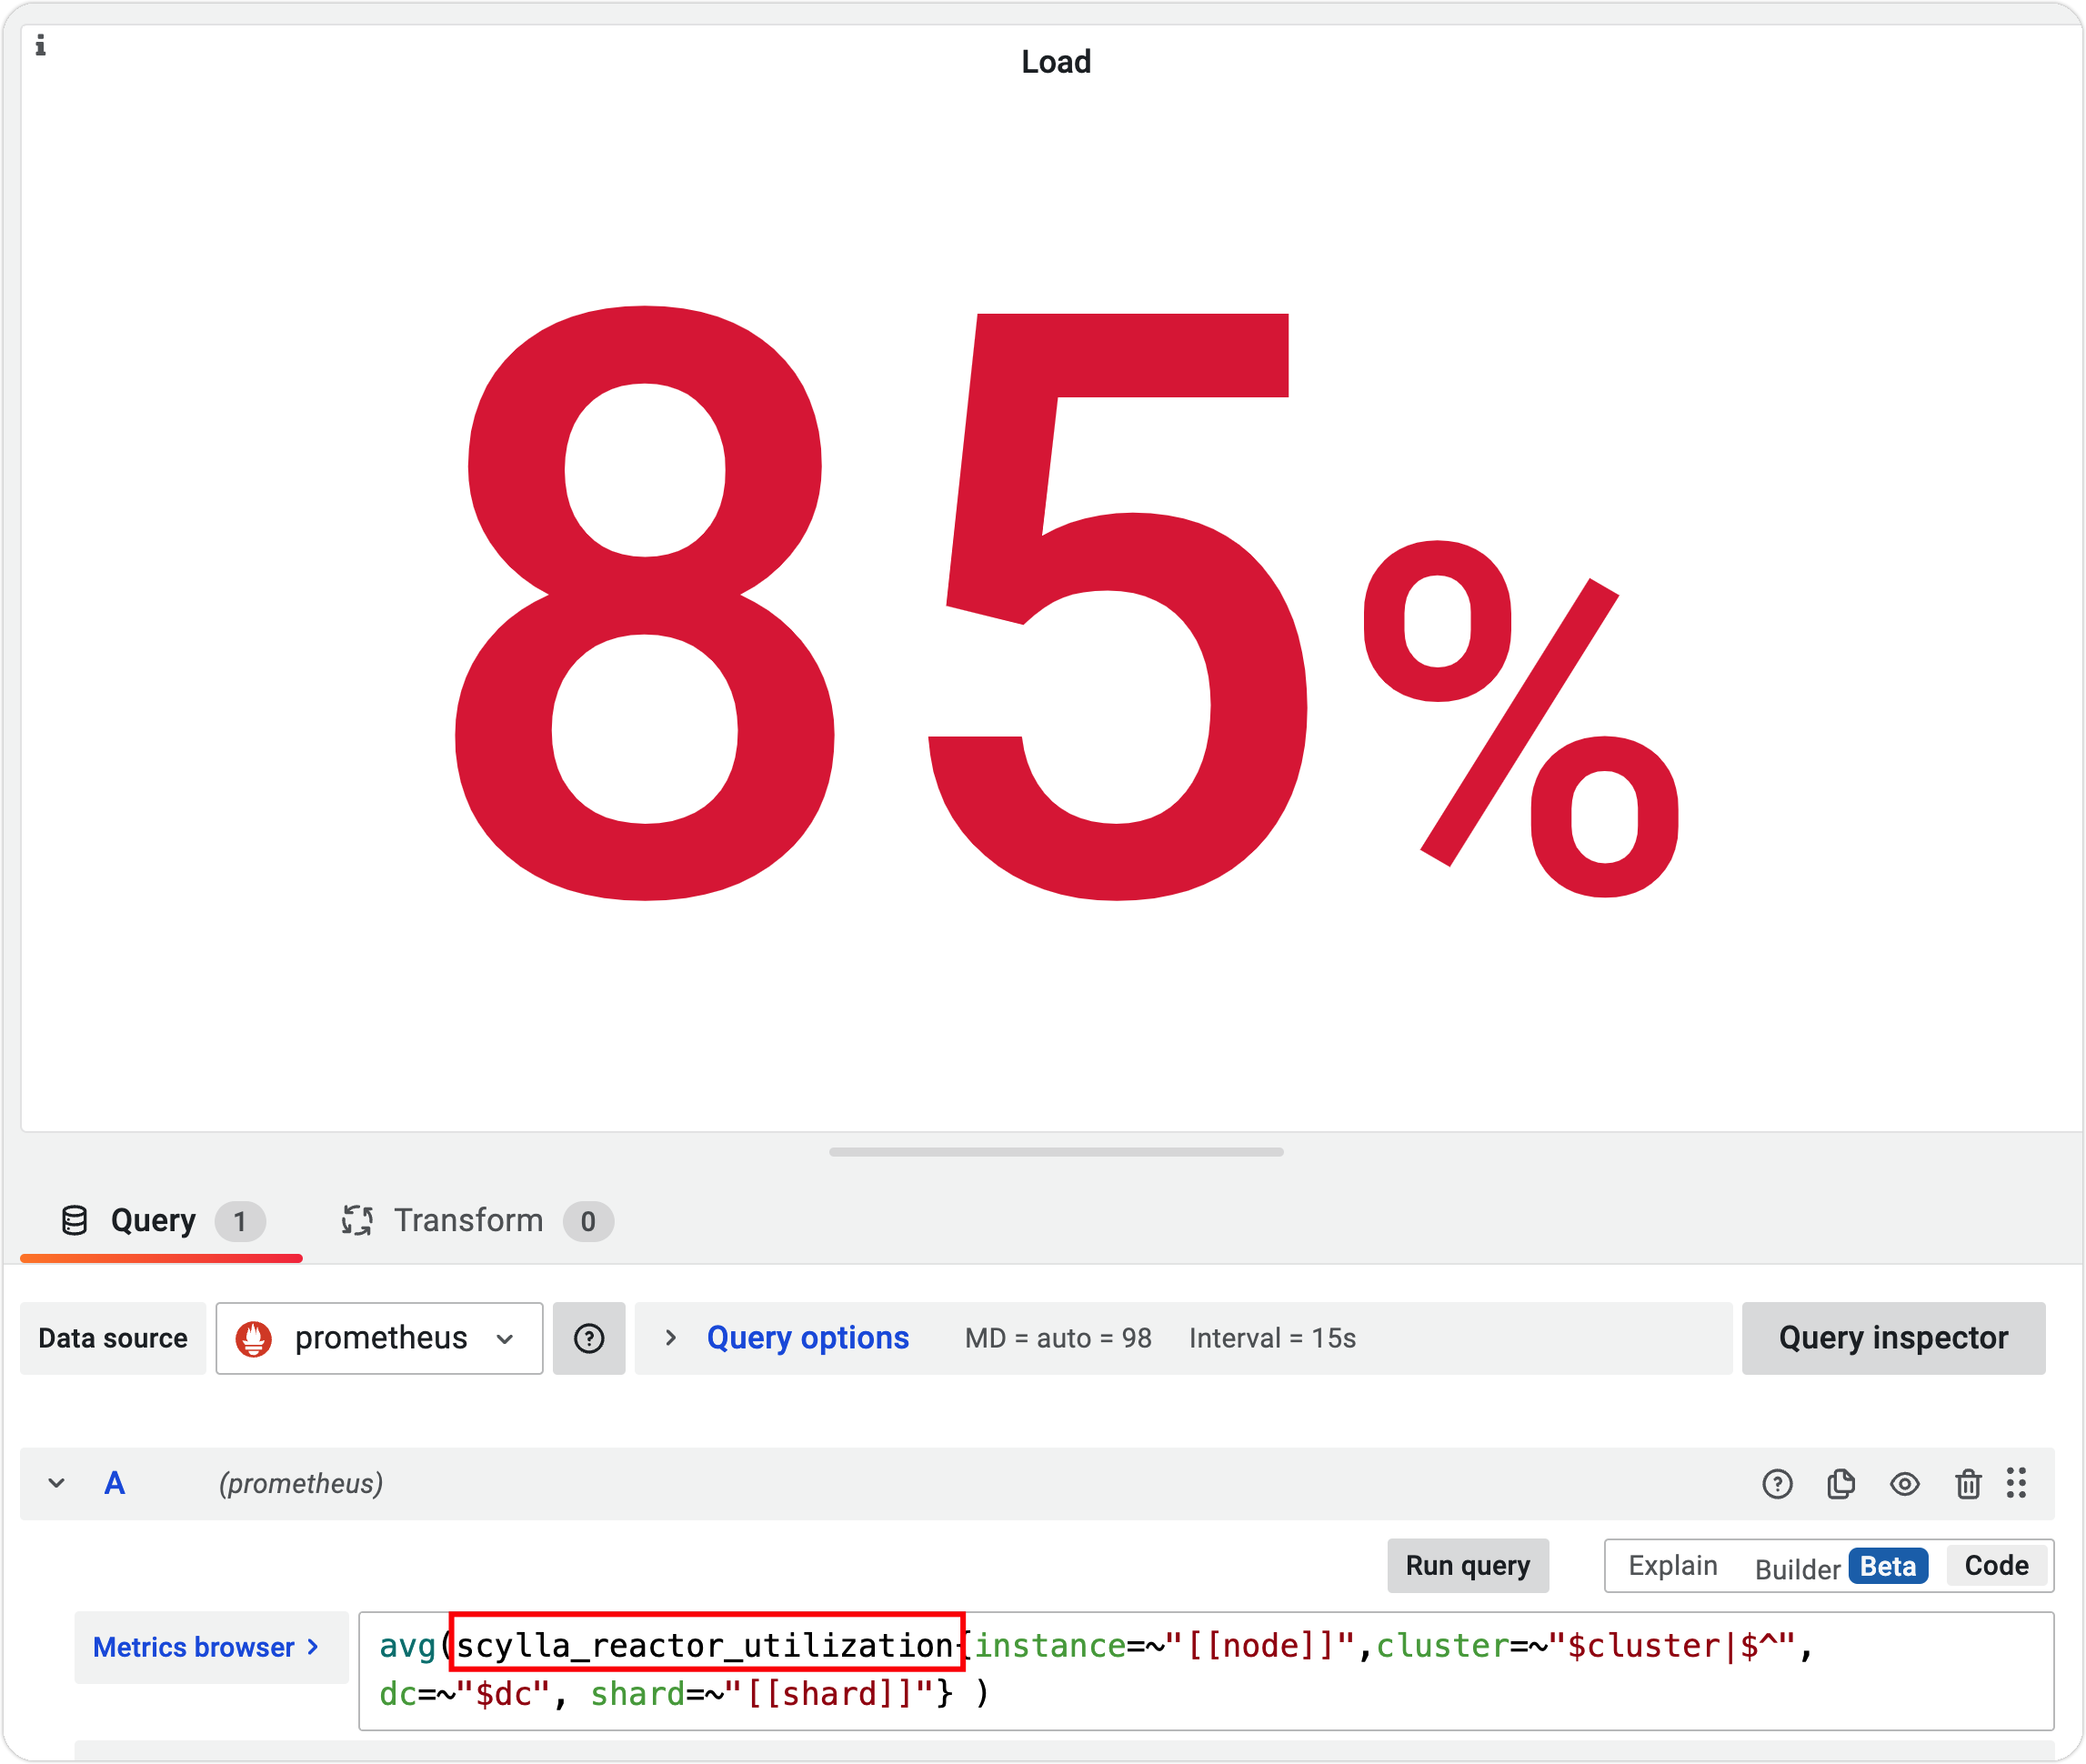 Load
85%
Query 1 Transform 0
Data source prometheus Query options MD = auto = 98 Interval = 15s Query inspector
A (prometheus)
Run query Explain Builder Beta Code
Metrics browser avg(scylla_reactor_utilization{instance=~"[[node]]",cluster=~"$cluster|$^",
dc=~"$dc", shard=~"[[shard]]"} )